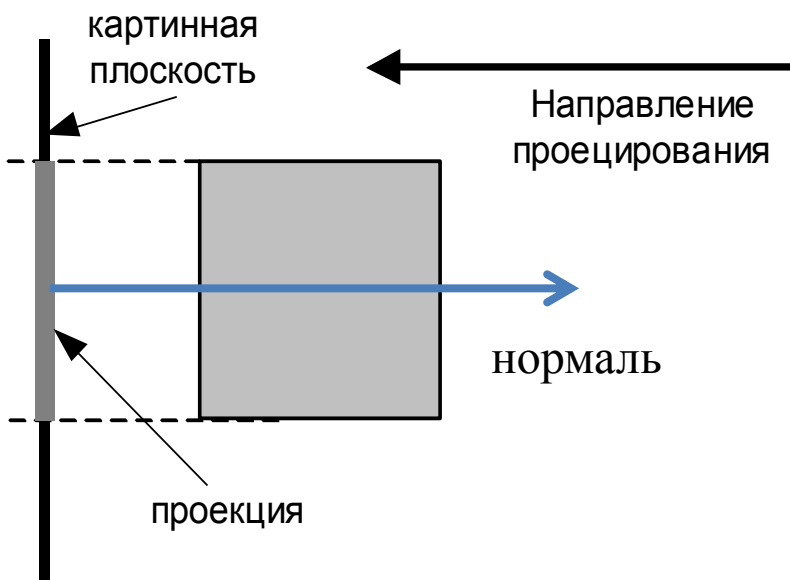 картинная
плоскость
Направление
проецирования
нормаль
проекция